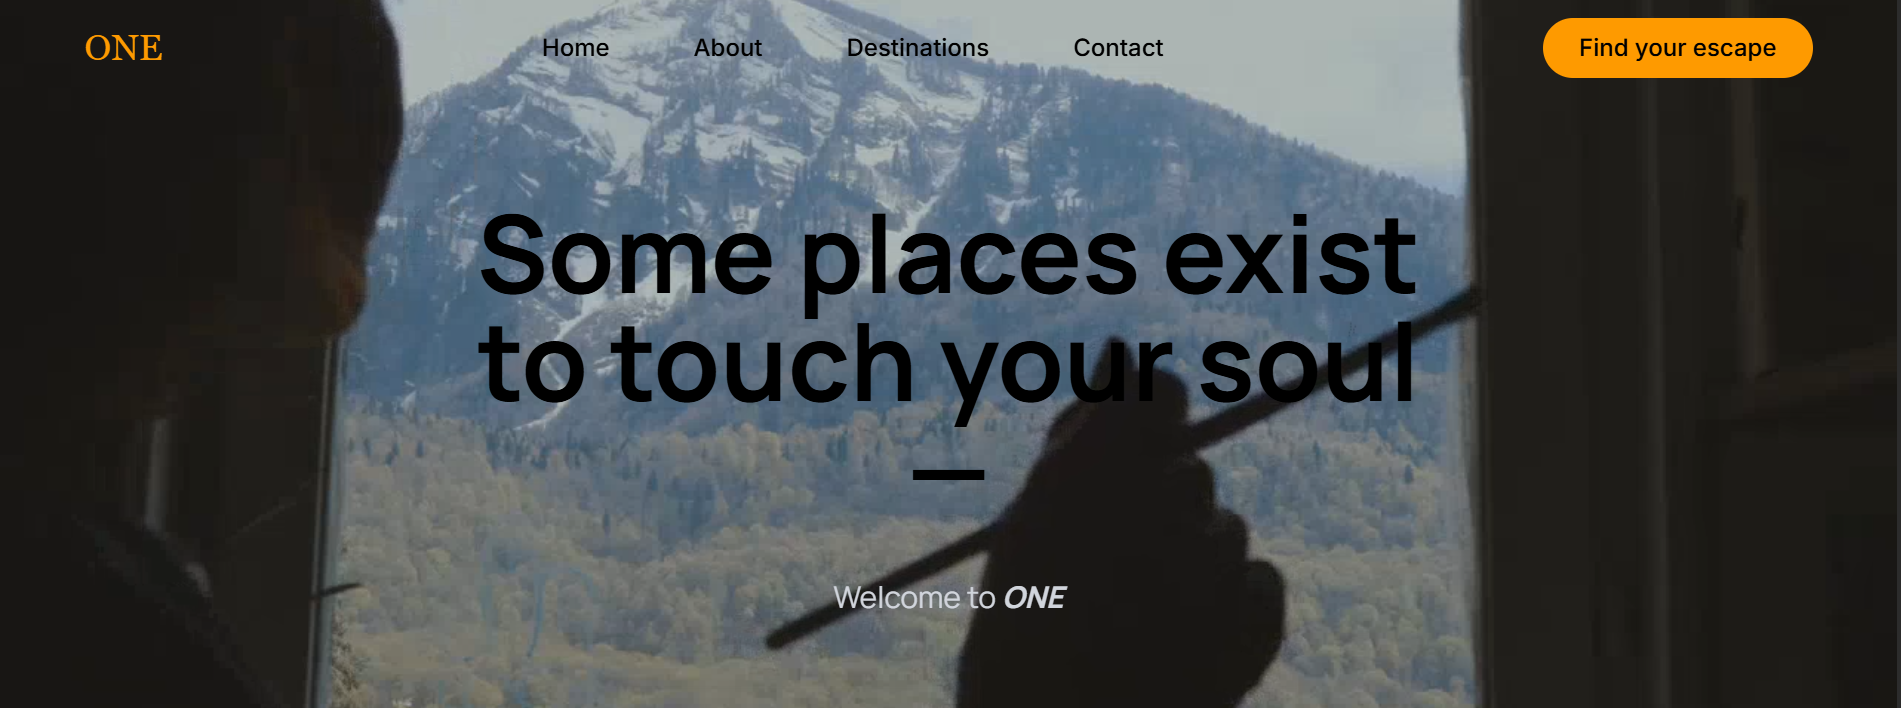 ONE
Home About Destinations Contact
Find your escape
Some places exist
to touch your soul
Welcome to ONE